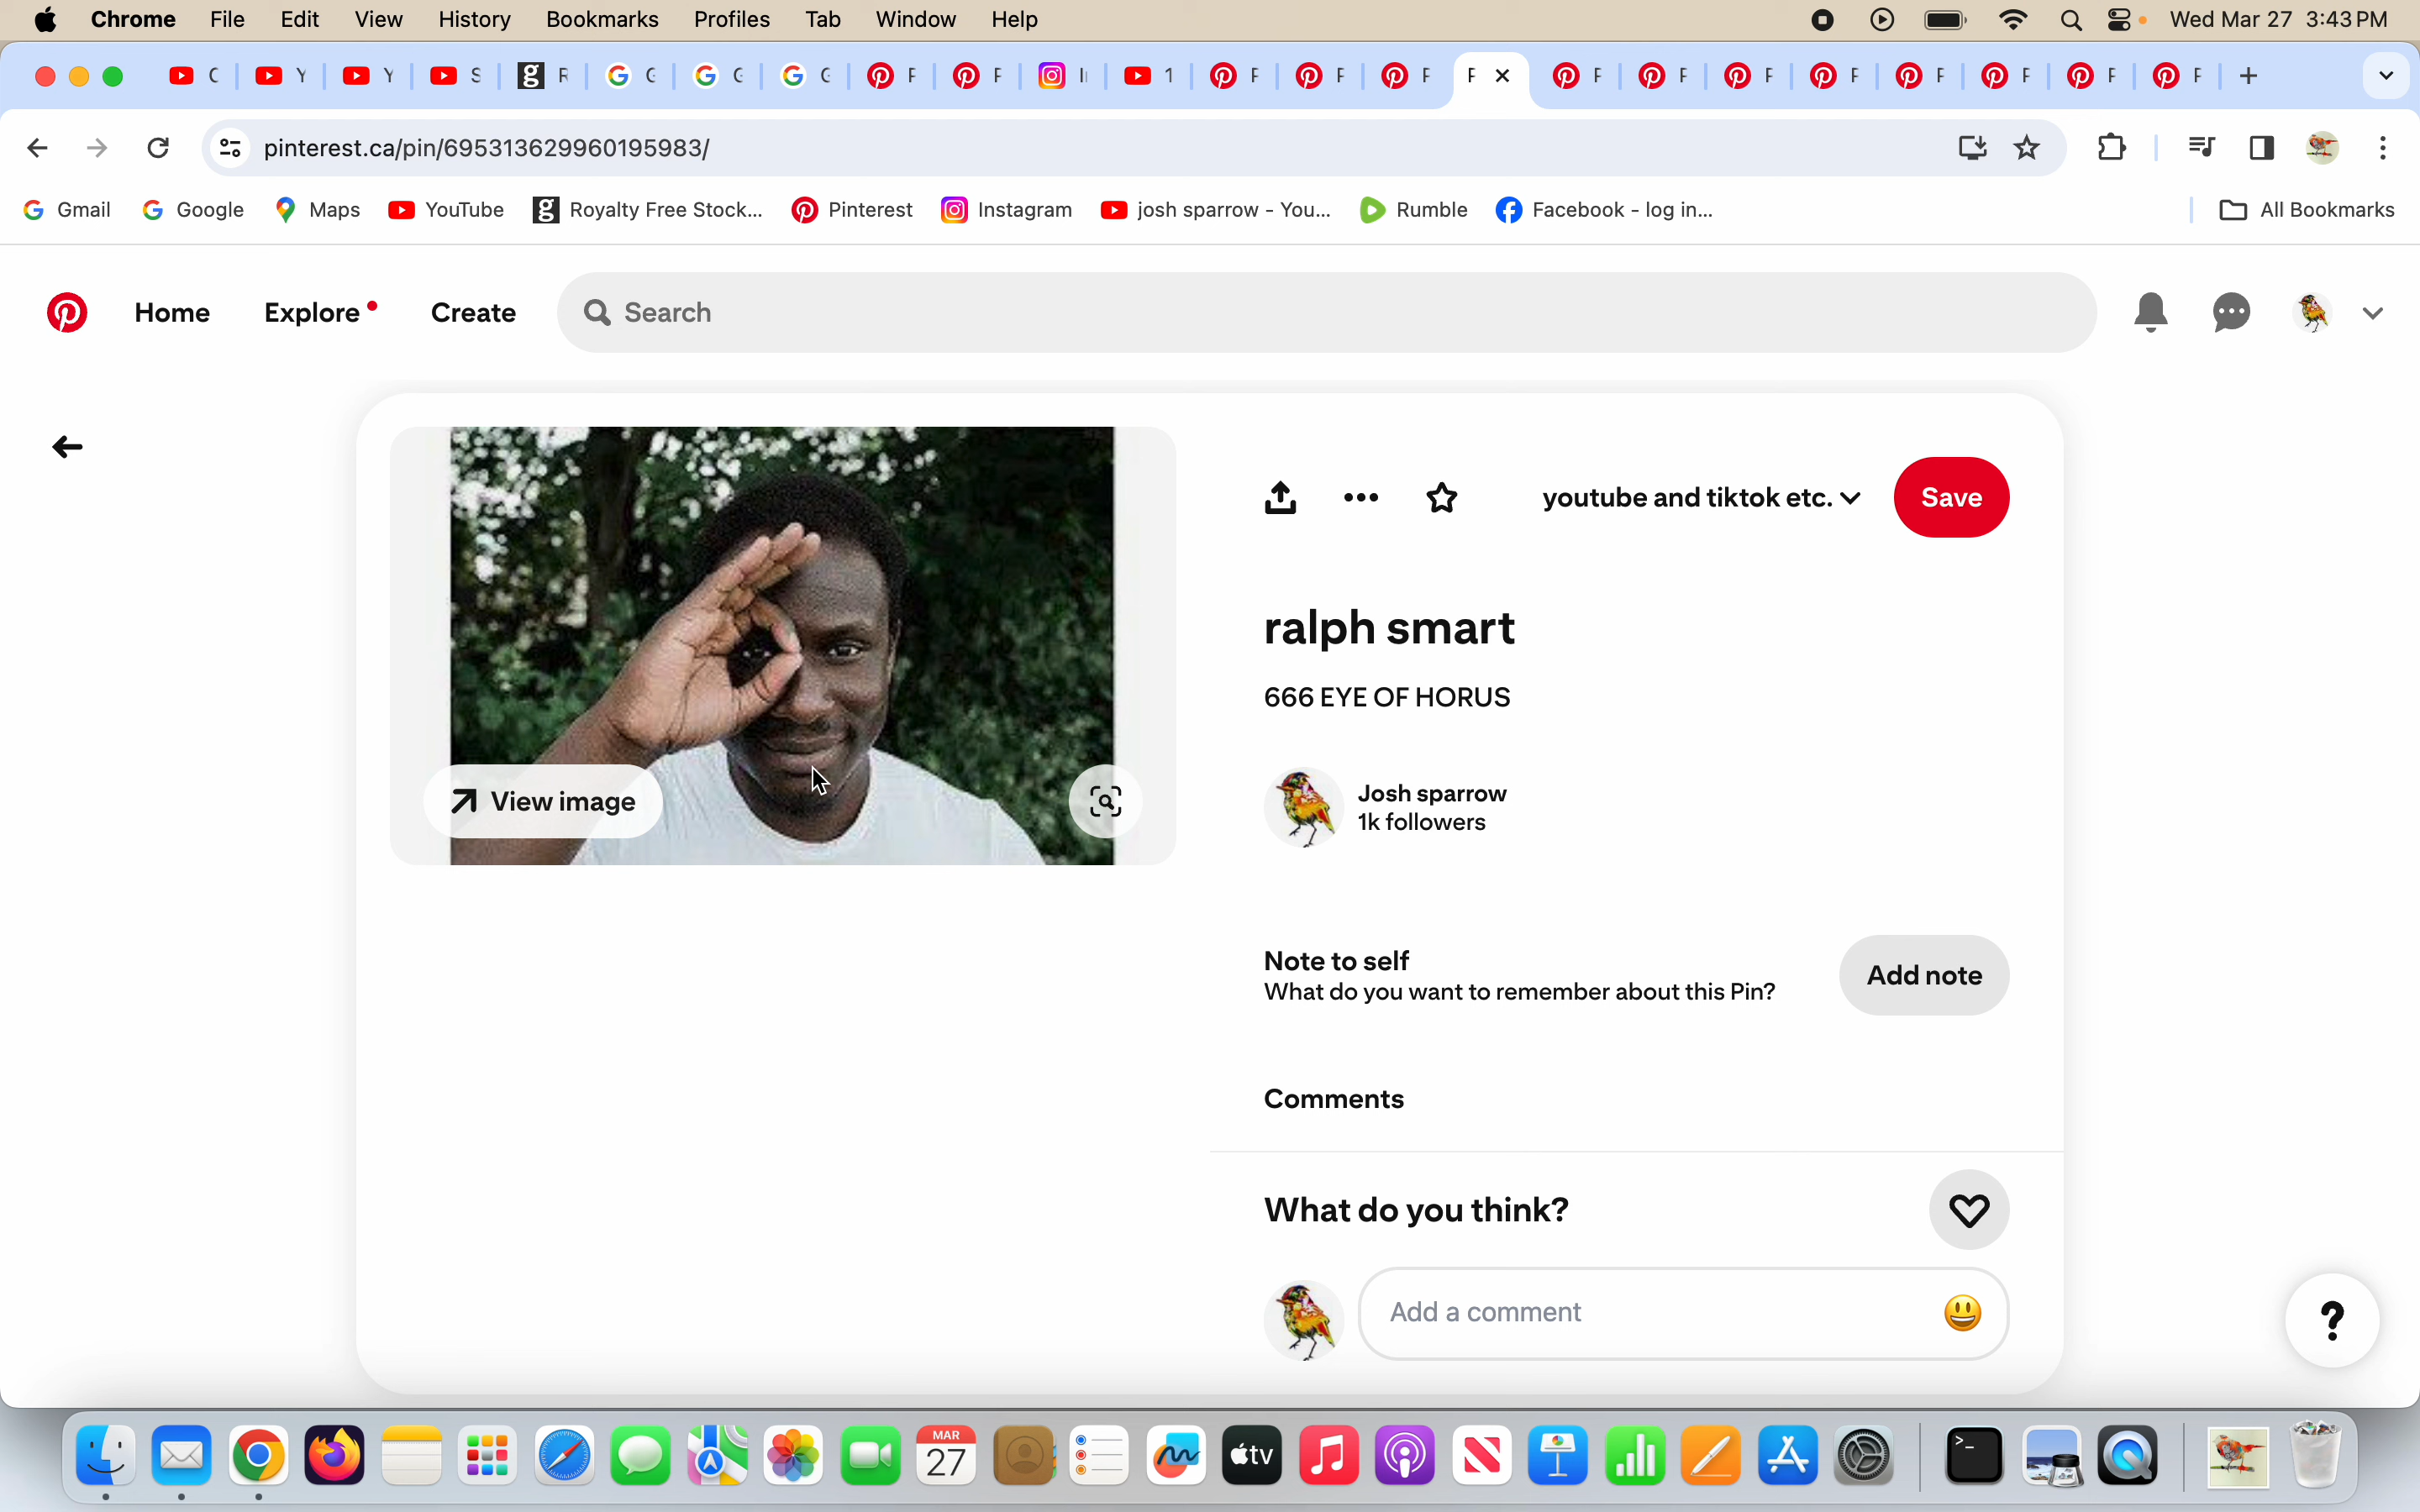 Chrome File Edit View History Bookmarks Profiles Tab Window Help Wed Mar 27 3:43 PM
pinterest.ca/pin/695313629960195983/
Gmail Google Maps YouTube Royalty Free Stock... Pinterest Instagram josh sparrow - You... Rumble Facebook - log in... All Bookmarks
Home Explore Create Search
youtube and tiktok etc. Save
ralph smart
666 EYE OF HORUS
View image
Josh sparrow
1k followers
Note to self
What do you want to remember about this Pin?
Add note
Comments
What do you think?
Add a comment
?
MAR
27
tv